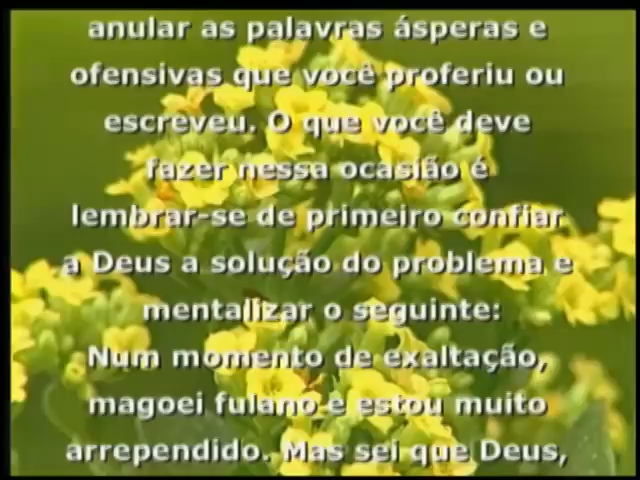 anular as palavras ásperas e
ofensivas que você proferiu ou
escreveu. O que você deve
fazer nessa ocasião é
lembrar-se de primeiro confiar
a Deus a solução do problema e
mentalizar o seguinte:
Num momento de exaltação,
magoei fulano e estou muito
arrependido. Mas sei que Deus,